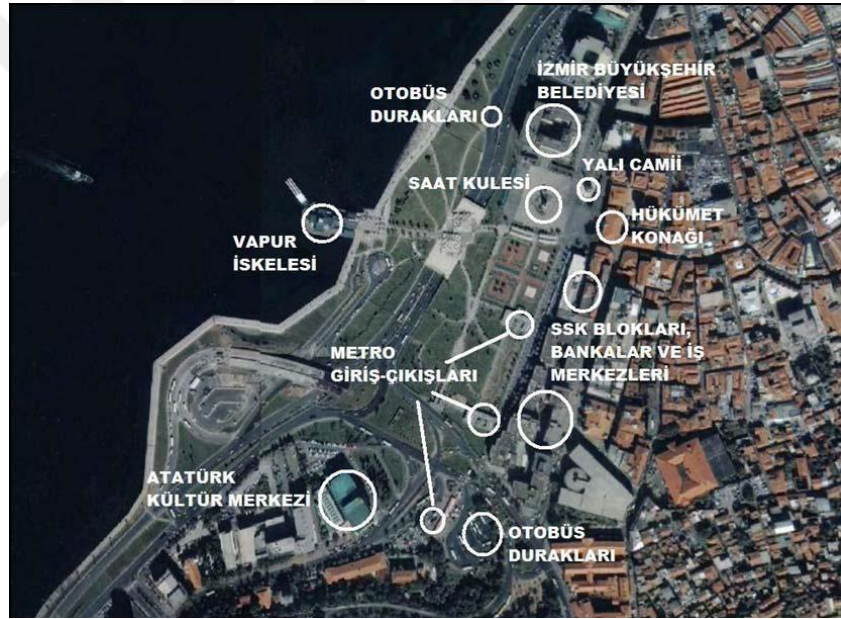 İZMİR BÜYÜKŞEHİR
BELEDİYESİ
OTOBÜS
DURAKLARI
YALI CAMİİ
SAAT KULESİ
HÜKÜMET
KONAĞI
VAPUR
İSKELESİ
SSK BLOKLARI,
BANKALAR VE İŞ
MERKEZLERİ
METRO
GİRİŞ-ÇIKIŞLARI
ATATÜRK
KÜLTÜR MERKEZİ
OTOBÜS
DURAKLARI